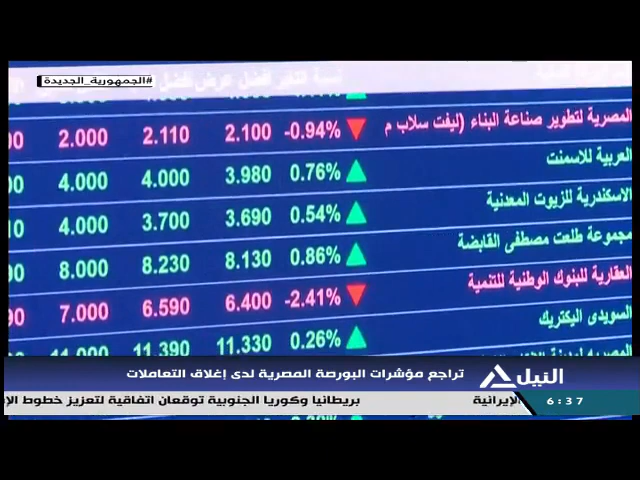 #الجمهورية_الجديدة
2.000 2.110 2.100 -0.94% المصرية لتطوير صناعة البناء (ليفت سلاب م
4.000 4.000 3.980 0.76% العربية للاسمنت
4.000 3.700 3.690 0.54% الاسكندرية للزيوت المعدنية
8.000 8.230 8.130 0.86% مجموعة طلعت مصطفى القابضة
7.000 6.590 6.400 -2.41% العقارية للبنوك الوطنية للتنمية
11.000 11.390 11.330 0.26% السويدى اليكتريك
النيل
تراجع مؤشرات البورصة المصرية لدى إغلاق التعاملات
الإيرانية بريطانيا وكوريا الجنوبية توقعان اتفاقية لتعزيز خطوط الإ
6:37